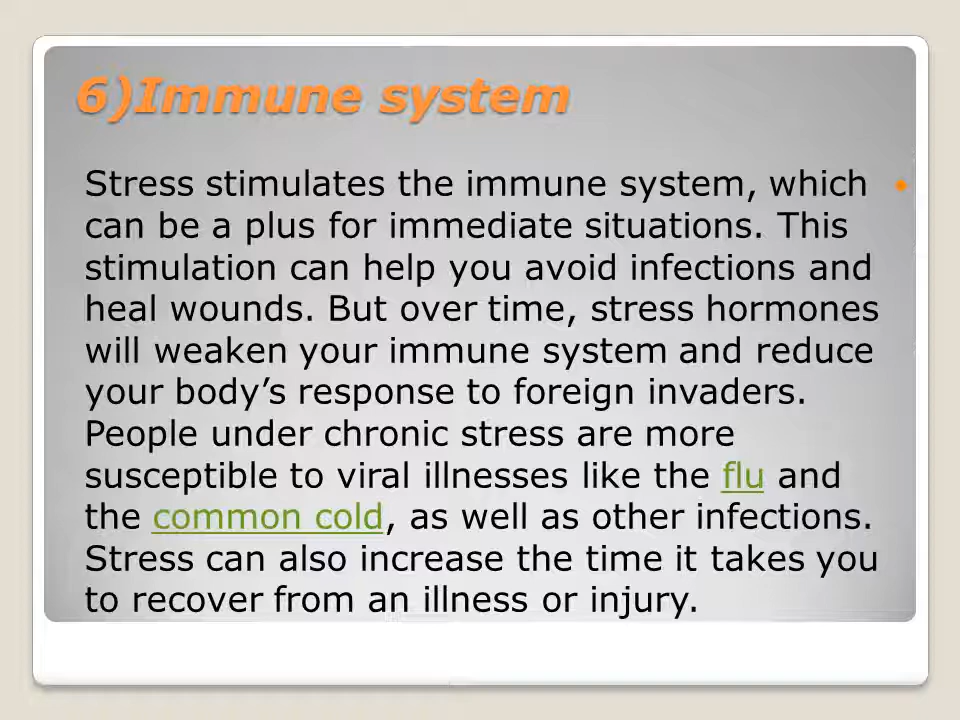 6)Immune system
Stress stimulates the immune system, which
can be a plus for immediate situations. This
stimulation can help you avoid infections and
heal wounds. But over time, stress hormones
will weaken your immune system and reduce
your body’s response to foreign invaders.
People under chronic stress are more
susceptible to viral illnesses like the flu and
the common cold, as well as other infections.
Stress can also increase the time it takes you
to recover from an illness or injury.